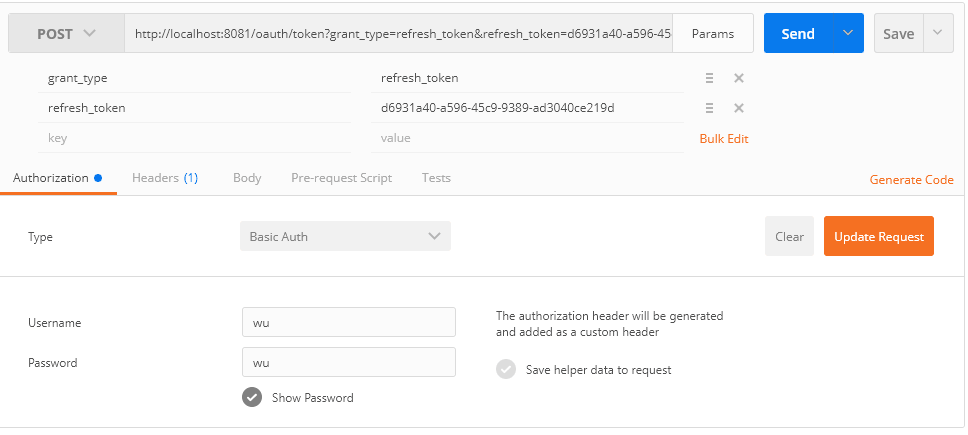 POST http://localhost:8081/oauth/token?grant_type=refresh_token&refresh_token=d6931a40-a596-45 Params Send Save
grant_type refresh_token
refresh_token d6931a40-a596-45c9-9389-ad3040ce219d
key value Bulk Edit
Authorization Headers (1) Body Pre-request Script Tests Generate Code
Type Basic Auth Clear Update Request
Username wu The authorization header will be generated
and added as a custom header
Password wu Save helper data to request
Show Password